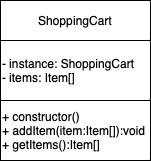 ShoppingCart
- instance: ShoppingCart
- items: Item[]
+ constructor()
+ addItem(item:Item[]):void
+ getItems():Item[]